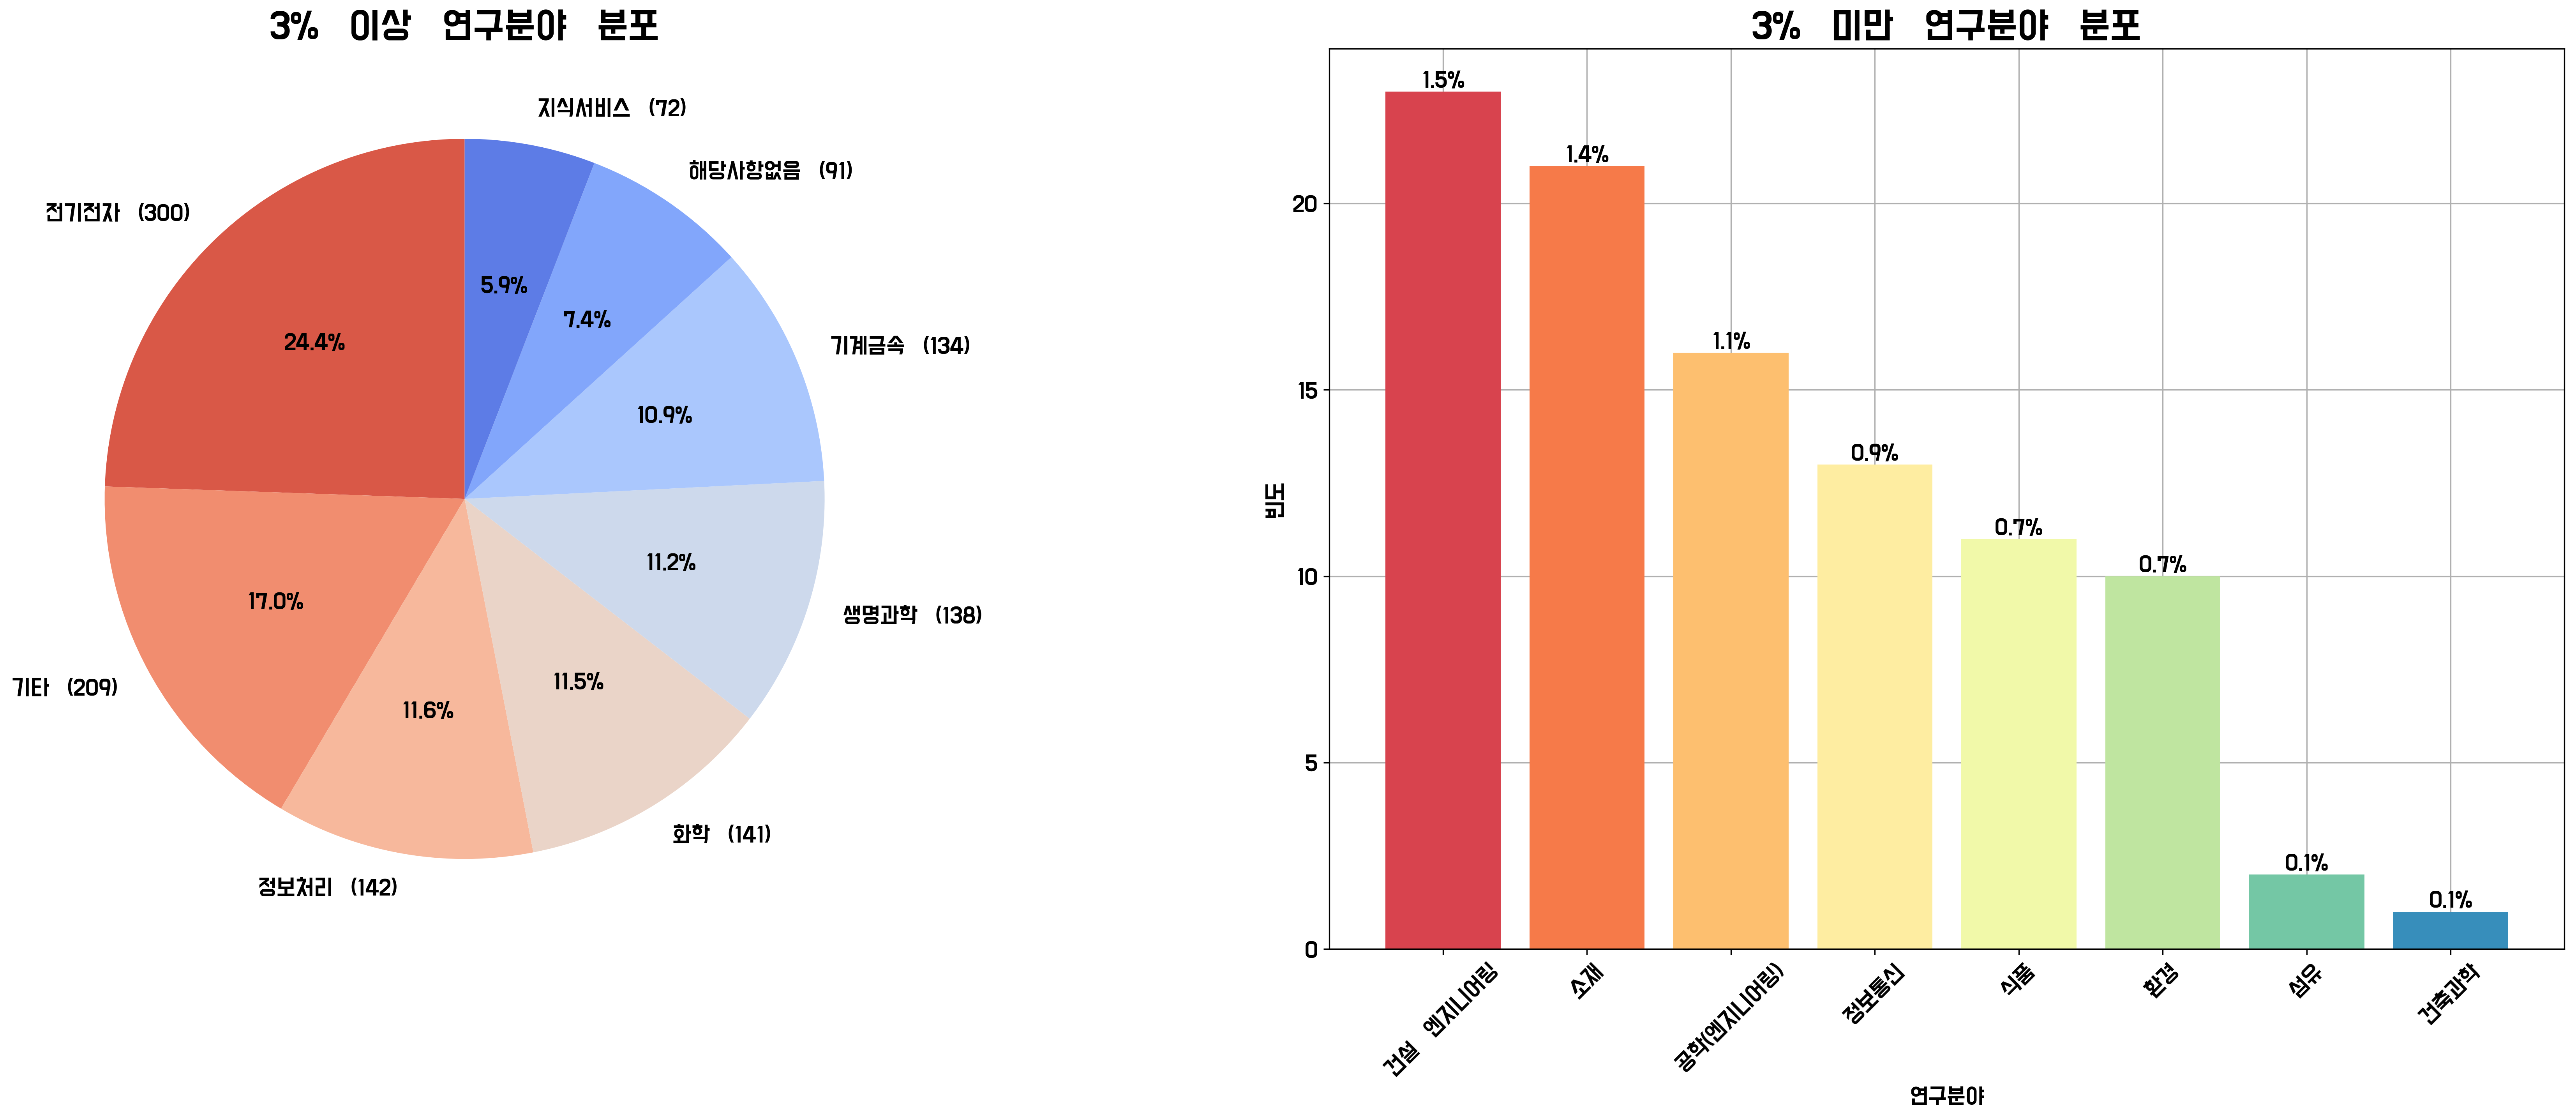 3% 이상 연구분야 분포
지식서비스 (72)
해당사항없음 (91)
전기전자 (300)
5.9%
7.4%
24.4%
기계금속 (134)
10.9%
11.2%
17.0%
생명과학 (138)
11.5%
기타 (209)
11.6%
화학 (141)
정보처리 (142)
3% 미만 연구분야 분포
1.5%
1.4%
1.1%
0.9%
0.7%
0.7%
0.1%
0.1%
20
15
10
5
0
빈도
건설 엔지니어링
소재
공학(엔지니어링)
정보통신
식품
환경
섬유
건축과학
연구분야